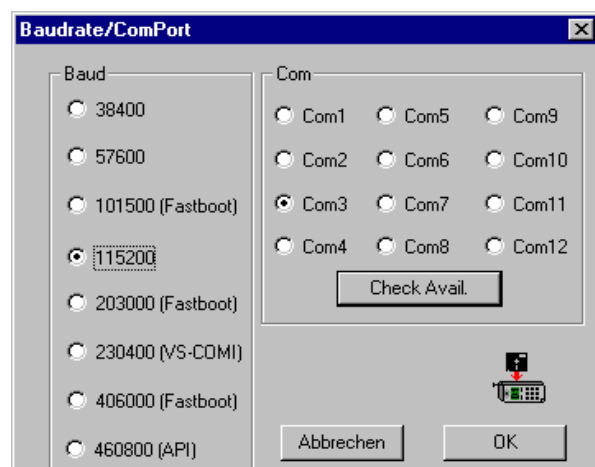 Baudrate/ComPort
Baud
38400
57600
101500 (Fastboot)
115200
203000 (Fastboot)
230400 (VS-COMI)
406000 (Fastboot)
460800 (API)
Com
Com1 Com5 Com9
Com2 Com6 Com10
Com3 Com7 Com11
Com4 Com8 Com12
Check Avail.
Abbrechen OK